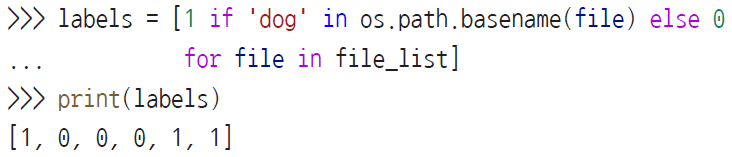 >>> labels = [1 if 'dog' in os.path.basename(file) else 0
...           for file in file_list]
>>> print(labels)
[1, 0, 0, 0, 1, 1]